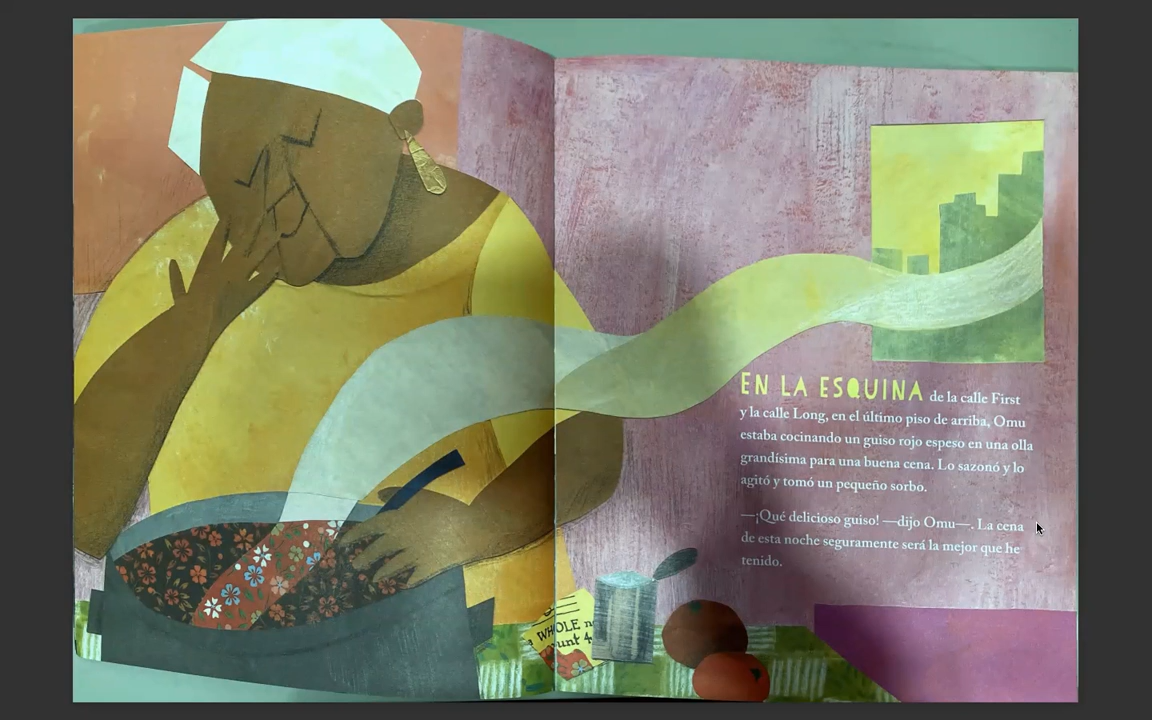 EN LA ESQUINA de la calle First
y la calle Long, en el último piso de arriba, Omu
estaba cocinando un guiso rojo espeso en una olla
grandísima para una buena cena. Lo sazonó y lo
agitó y tomó un pequeño sorbo.
—¡Qué delicioso guiso! —dijo Omu—. La cena
de esta noche seguramente será la mejor que he
tenido.
WHOLE
unt 4